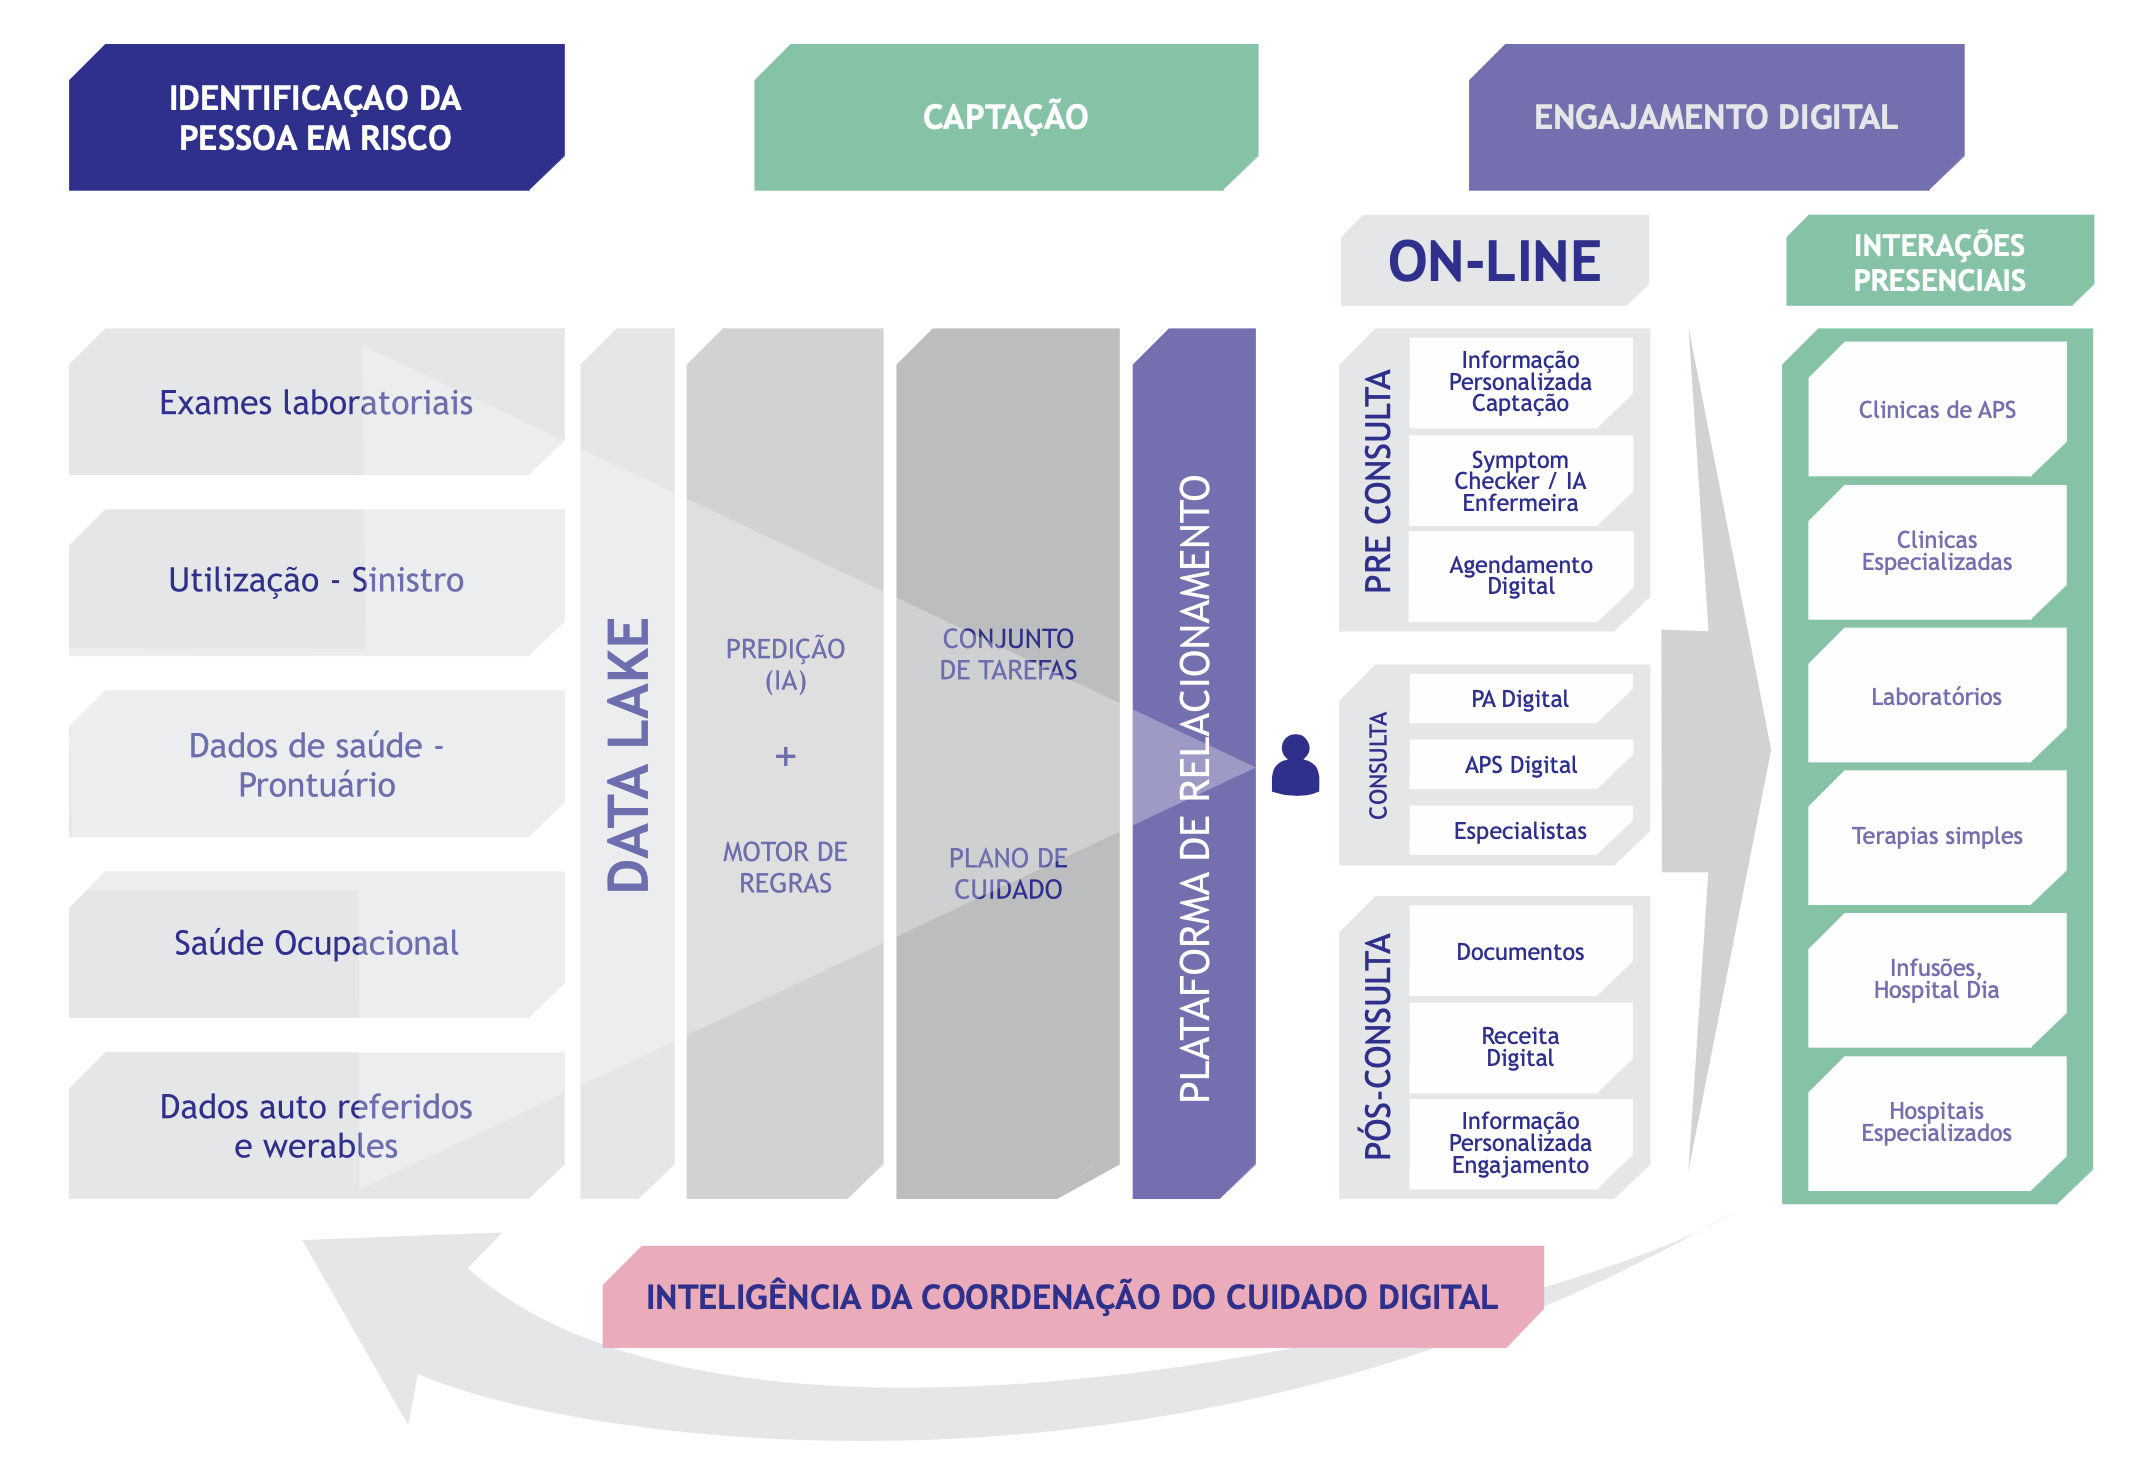 IDENTIFICAÇAO DA
PESSOA EM RISCO
CAPTAÇÃO
ENGAJAMENTO DIGITAL
ON-LINE
INTERAÇÕES
PRESENCIAIS
Exames laboratoriais
Utilização - Sinistro
Dados de saúde -
Prontuário
Saúde Ocupacional
Dados auto referidos
e werables
DATA LAKE
PREDIÇÃO
(IA)
+
MOTOR DE
REGRAS
CONJUNTO
DE TAREFAS
PLANO DE
CUIDADO
PLATAFORMA DE RELACIONAMENTO
PRE CONSULTA
Informação
Personalizada
Captação
Symptom
Checker / IA
Enfermeira
Agendamento
Digital
CONSULTA
PA Digital
APS Digital
Especialistas
PÓS-CONSULTA
Documentos
Receita
Digital
Informação
Personalizada
Engajamento
Clinicas de APS
Clinicas
Especializadas
Laboratórios
Terapias simples
Infusões,
Hospital Dia
Hospitais
Especializados
INTELIGÊNCIA DA COORDENAÇÃO DO CUIDADO DIGITAL